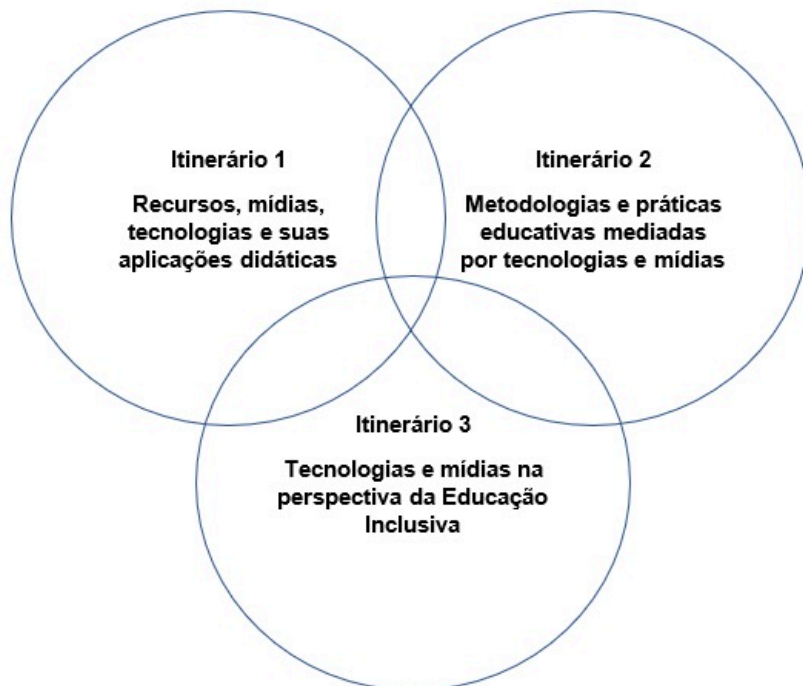 Itinerário 1
Recursos, mídias,
tecnologias e suas
aplicações didáticas
Itinerário 2
Metodologias e práticas
educativas mediadas
por tecnologias e mídias
Itinerário 3
Tecnologias e mídias na
perspectiva da Educação
Inclusiva